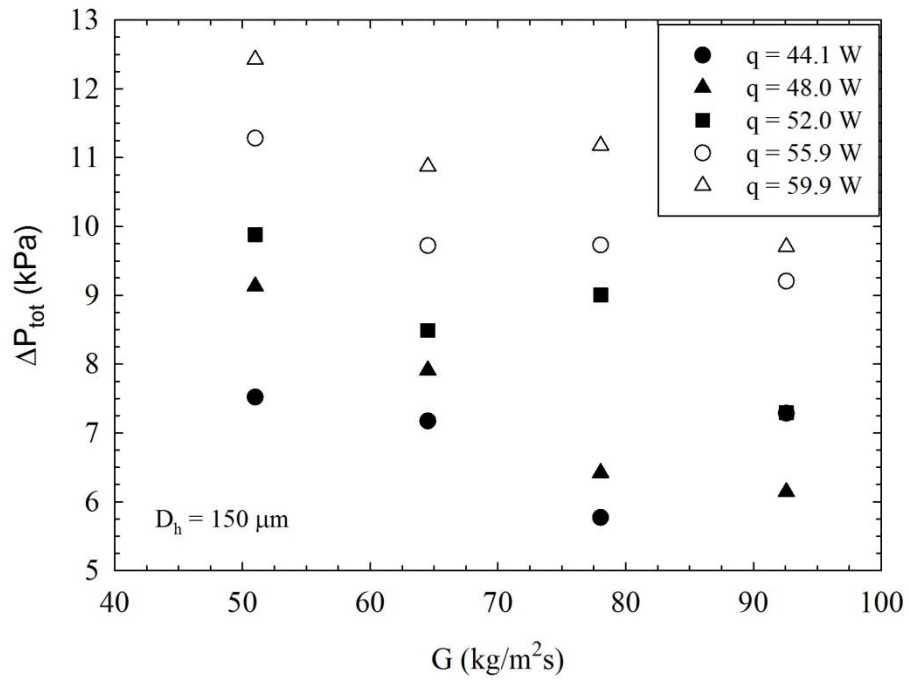 13
12
11
10
9
8
7
6
5
ΔPtot (kPa)
q = 44.1 W
q = 48.0 W
q = 52.0 W
q = 55.9 W
q = 59.9 W
Dh = 150 μm
40 50 60 70 80 90 100
G (kg/m²s)